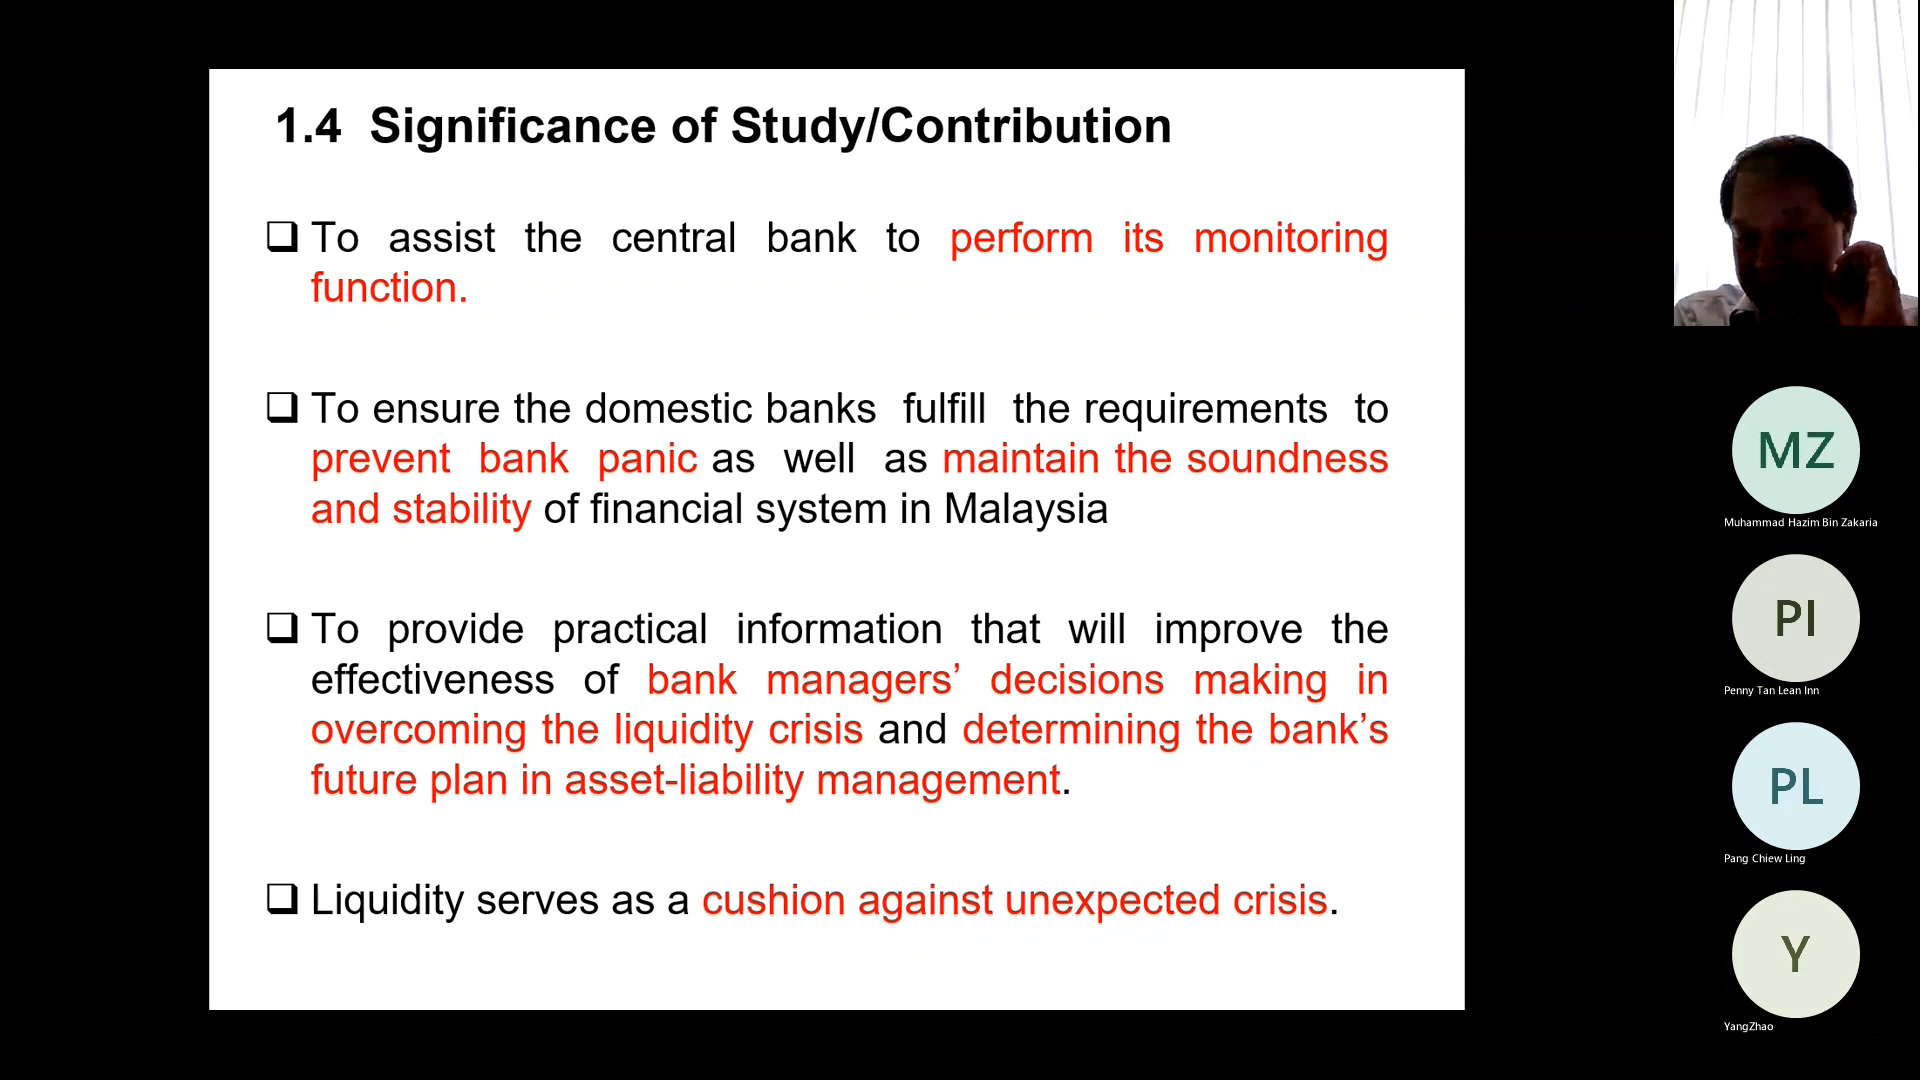 1.4 Significance of Study/Contribution
To assist the central bank to perform its monitoring
function.
To ensure the domestic banks fulfill the requirements to
prevent bank panic as well as maintain the soundness
and stability of financial system in Malaysia
To provide practical information that will improve the
effectiveness of bank managers’ decisions making in
overcoming the liquidity crisis and determining the bank’s
future plan in asset-liability management.
Liquidity serves as a cushion against unexpected crisis.
MZ
Muhammad Hazim Bin Zakaria
PI
Penny Tan Lean Inn
PL
Pang Chiew Ling
Y
YangZhao